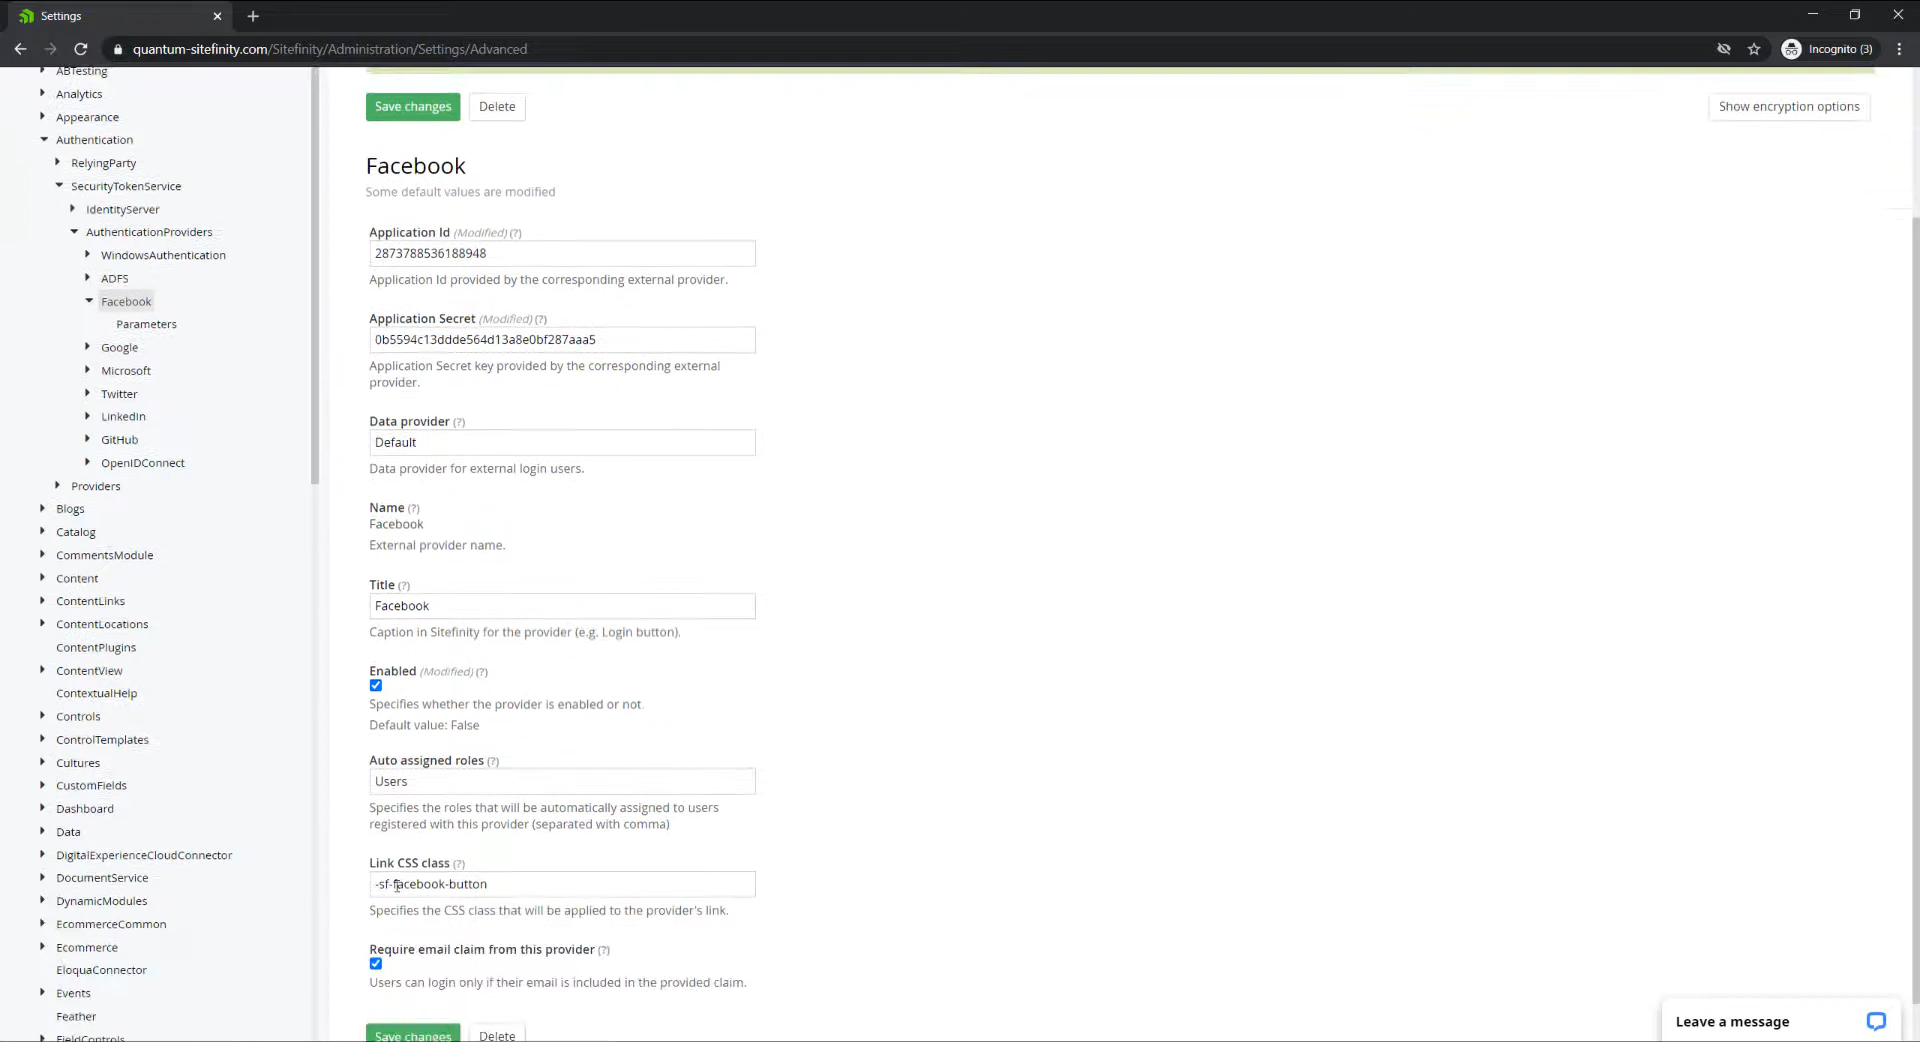 Settings
quantum-sitefinity.com/Sitefinity/Administration/Settings/Advanced
Incognito (3)
ABTesting
Analytics
Appearance
Authentication
RelyingParty
SecurityTokenService
IdentityServer
AuthenticationProviders
WindowsAuthentication
ADFS
Facebook
Parameters
Google
Microsoft
Twitter
LinkedIn
GitHub
OpenIDConnect
Providers
Blogs
Catalog
CommentsModule
Content
ContentLinks
ContentLocations
ContentPlugins
ContentView
ContextualHelp
Controls
ControlTemplates
Cultures
CustomFields
Dashboard
Data
DigitalExperienceCloudConnector
DocumentService
DynamicModules
EcommerceCommon
Ecommerce
EloquaConnector
Events
Feather
FieldControls
Save changes
Delete
Show encryption options
Facebook
Some default values are modified
Application Id (Modified) (?)
2873788536188948
Application Id provided by the corresponding external provider.
Application Secret (Modified) (?)
0b5594c13ddde564d13a8e0bf287aaa5
Application Secret key provided by the corresponding external
provider.
Data provider (?)
Default
Data provider for external login users.
Name (?)
Facebook
External provider name.
Title (?)
Facebook
Caption in Sitefinity for the provider (e.g. Login button).
Enabled (Modified) (?)
Specifies whether the provider is enabled or not.
Default value: False
Auto assigned roles (?)
Users
Specifies the roles that will be automatically assigned to users
registered with this provider (separated with comma)
Link CSS class (?)
-sf-facebook-button
Specifies the CSS class that will be applied to the provider's link.
Require email claim from this provider (?)
Users can login only if their email is included in the provided claim.
Save changes
Delete
Leave a message